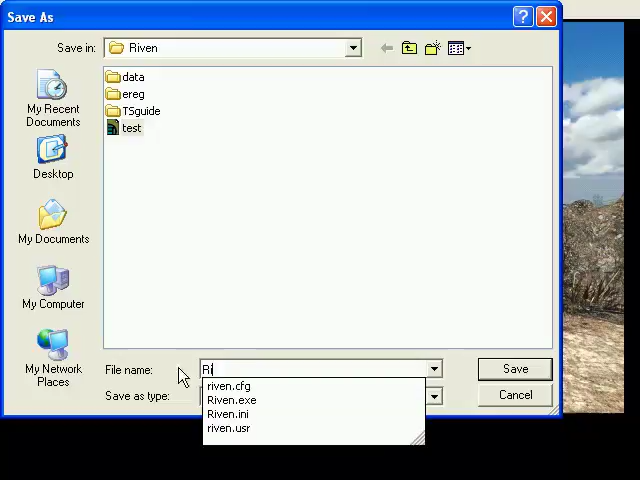 Save As
Save in:
Riven
data
ereg
TSguide
test
My Recent
Documents
Desktop
My Documents
My Computer
My Network
Places
File name:
Ri
Save
Save as type:
Cancel
riven.cfg
Riven.exe
Riven.ini
riven.usr